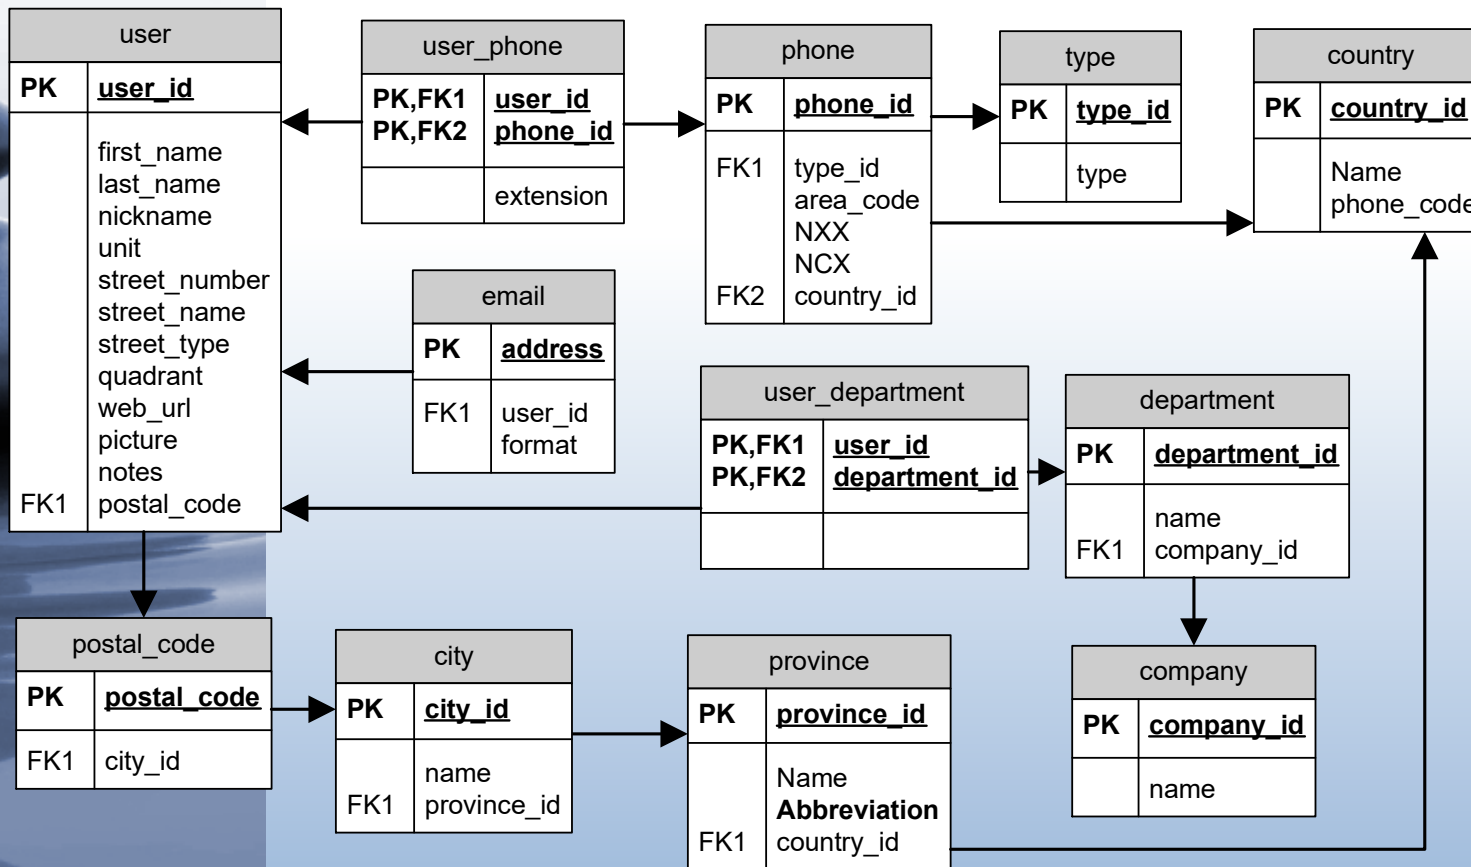 user
PK user_id
first_name
last_name
nickname
unit
street_number
street_name
street_type
quadrant
web_url
picture
notes
FK1 postal_code
user_phone
PK,FK1 user_id
PK,FK2 phone_id
extension
phone
PK phone_id
FK1 type_id
area_code
NXX
NCX
FK2 country_id
type
PK type_id
type
country
PK country_id
Name
phone_code
email
PK address
FK1 user_id
format
user_department
PK,FK1 user_id
PK,FK2 department_id
department
PK department_id
name
FK1 company_id
postal_code
PK postal_code
FK1 city_id
city
PK city_id
name
FK1 province_id
province
PK province_id
Name
Abbreviation
FK1 country_id
company
PK company_id
name